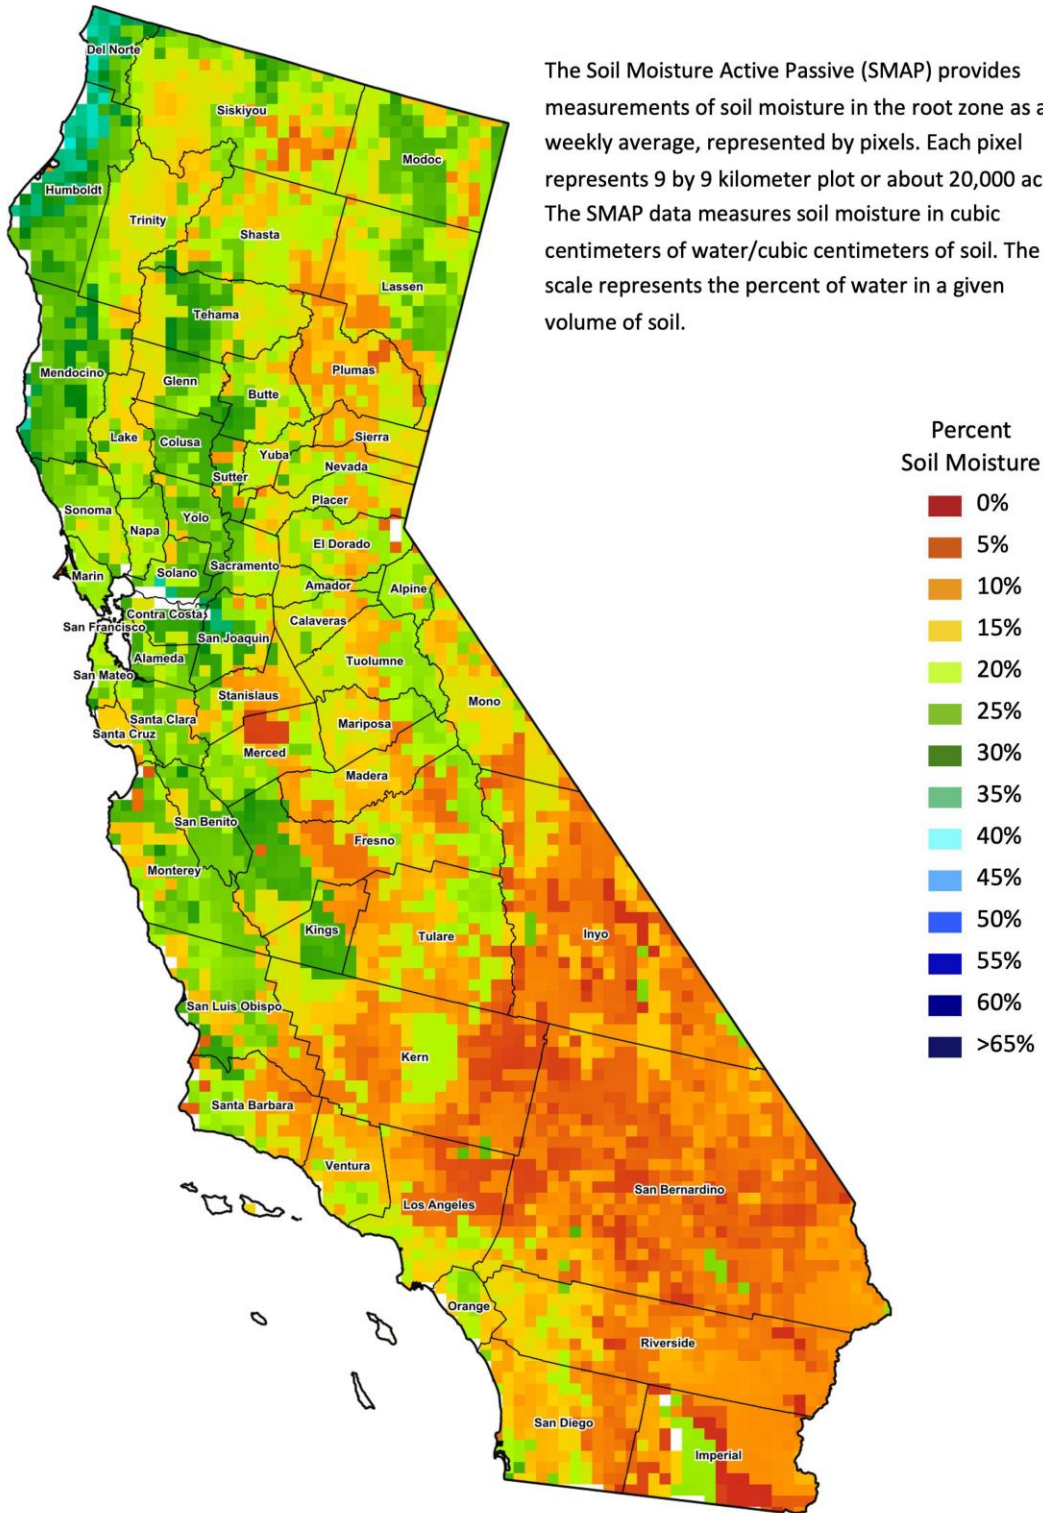 The Soil Moisture Active Passive (SMAP) provides
measurements of soil moisture in the root zone as a
weekly average, represented by pixels. Each pixel
represents 9 by 9 kilometer plot or about 20,000 ac
The SMAP data measures soil moisture in cubic
centimeters of water/cubic centimeters of soil. The
scale represents the percent of water in a given
volume of soil.
Percent
Soil Moisture
0%
5%
10%
15%
20%
25%
30%
35%
40%
45%
50%
55%
60%
>65%
Del Norte
Siskiyou
Modoc
Humboldt
Trinity
Shasta
Lassen
Tehama
Mendocino
Glenn
Butte
Plumas
Lake
Colusa
Sierra
Yuba
Nevada
Sutter
Placer
Sonoma
Napa
Yolo
El Dorado
Marin
Solano
Sacramento
Amador
Alpine
Contra Costa
San Francisco
San Joaquin
Calaveras
Alameda
San Mateo
Tuolumne
Stanislaus
Mono
Santa Clara
Santa Cruz
Mariposa
Merced
Madera
San Benito
Fresno
Monterey
Kings
Tulare
Inyo
San Luis Obispo
Kern
Santa Barbara
Ventura
Los Angeles
San Bernardino
Orange
Riverside
San Diego
Imperial